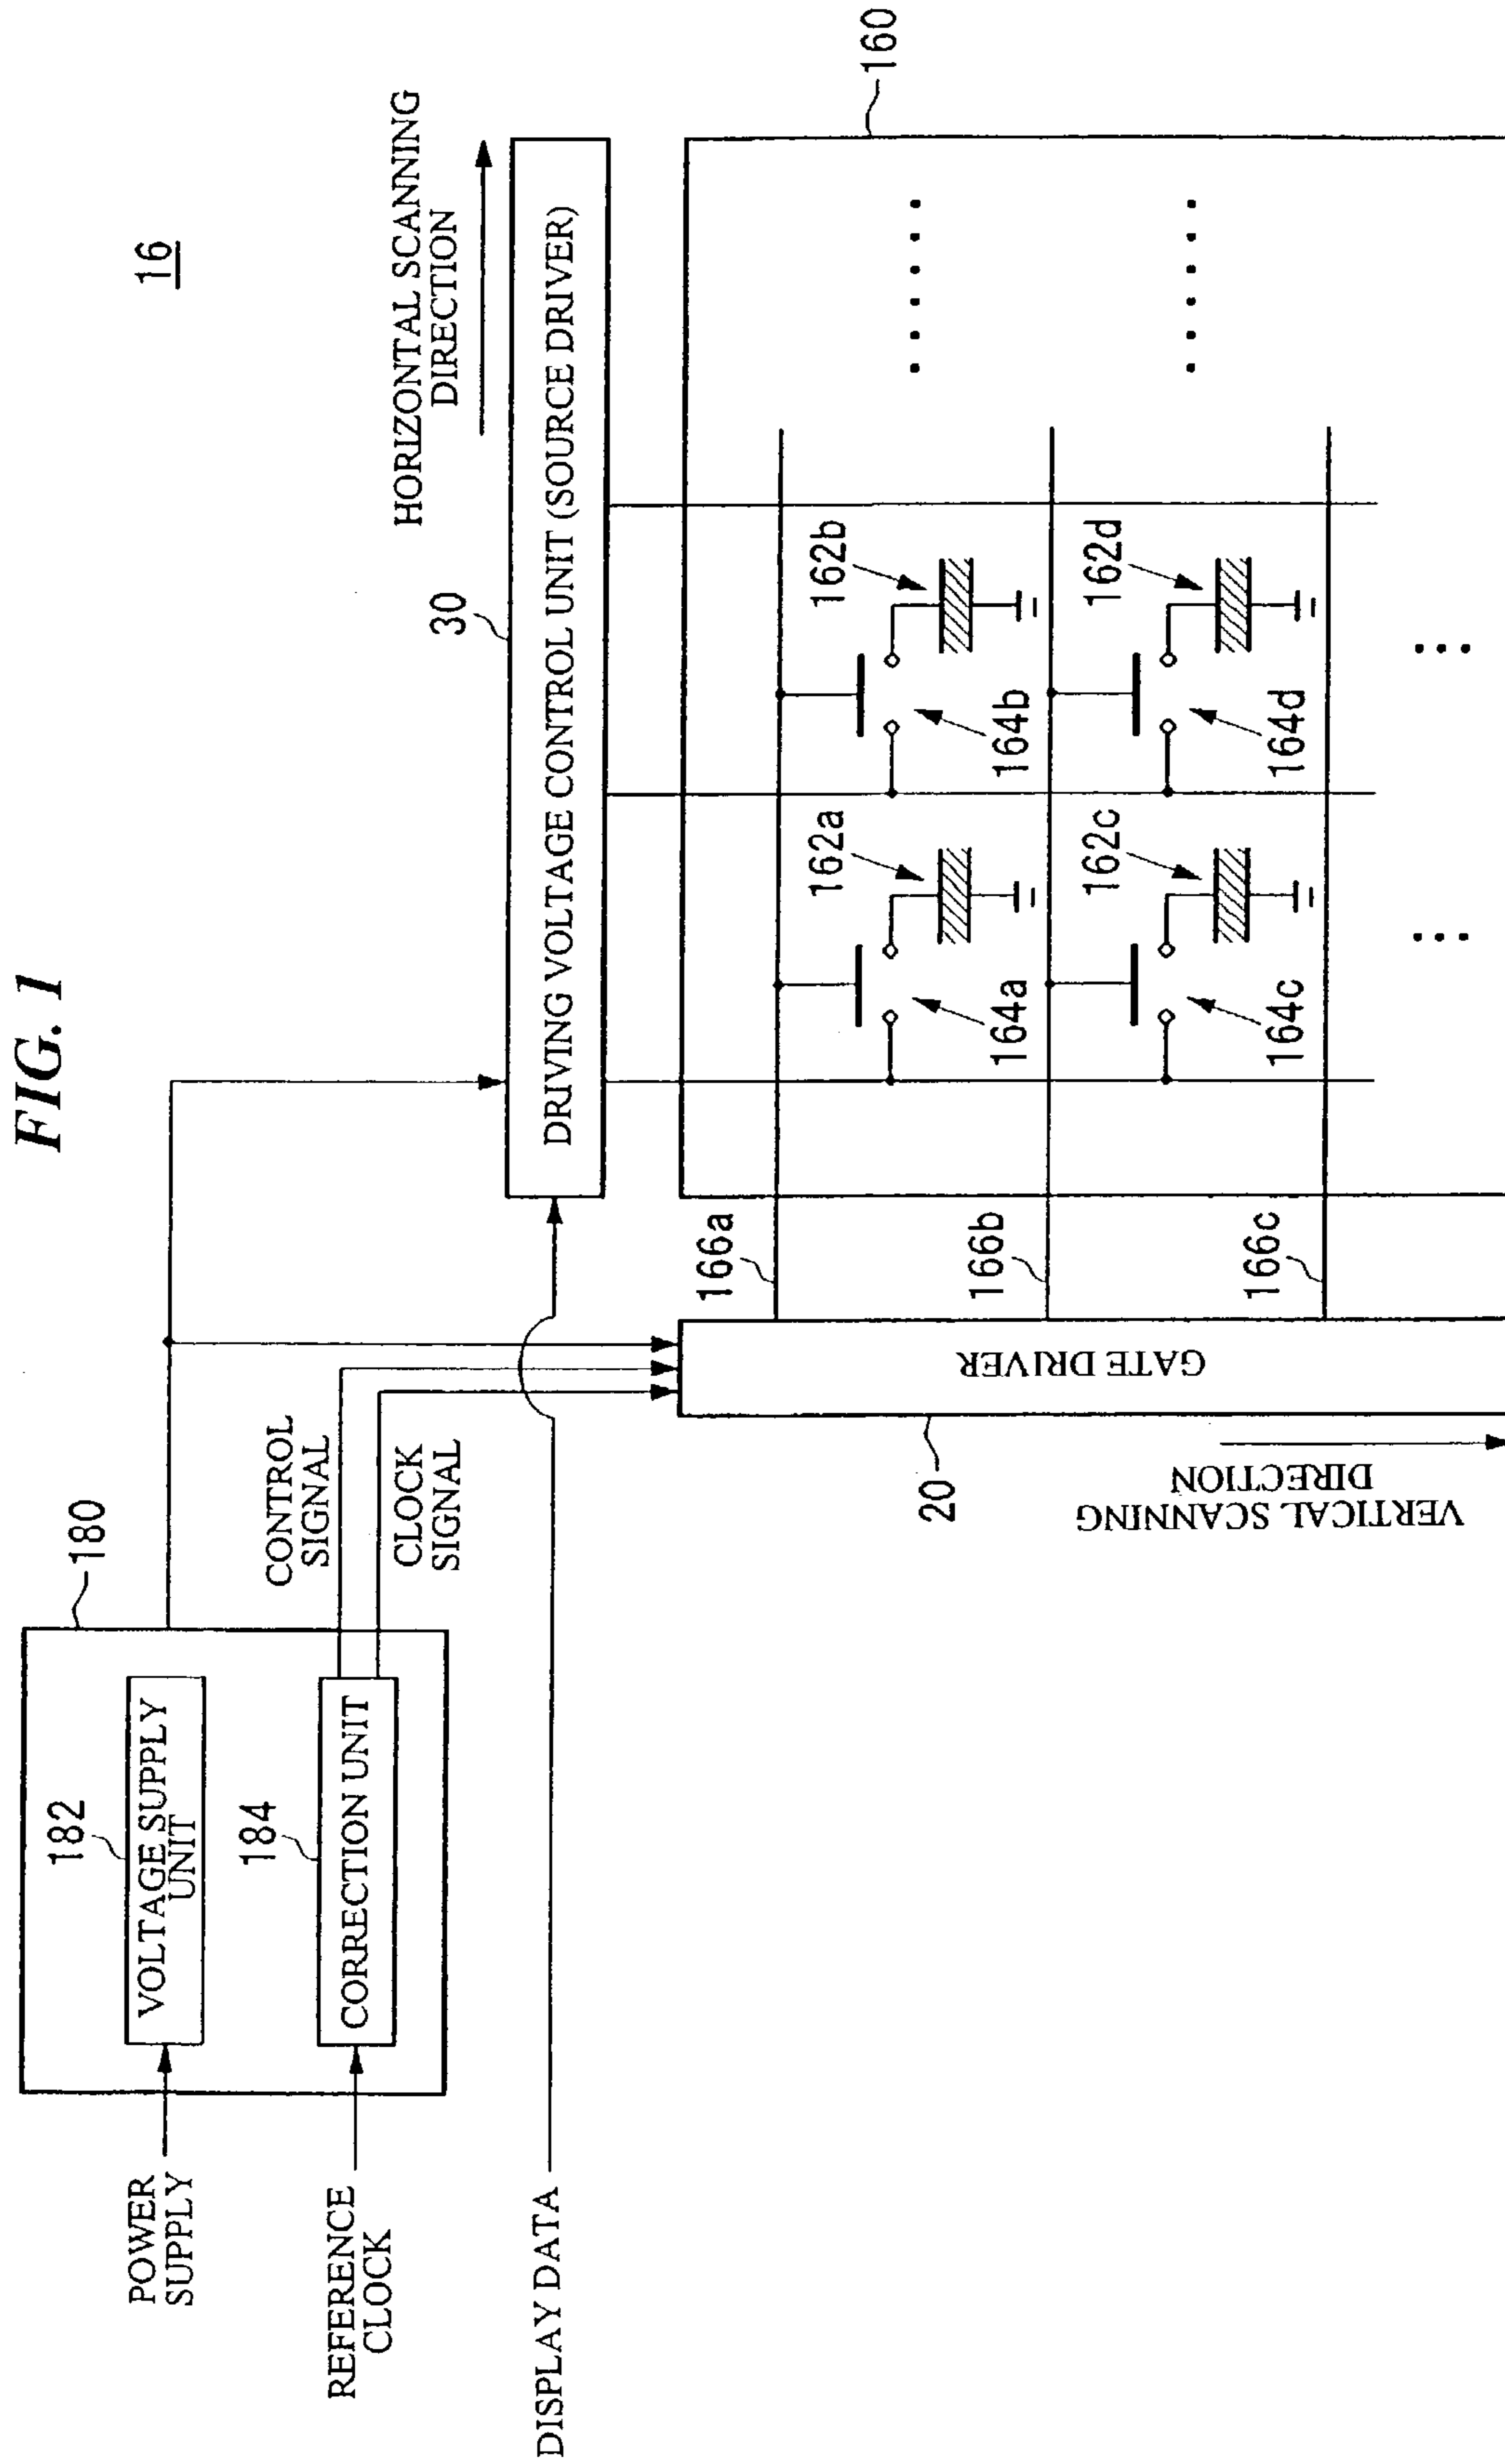 FIG. 1
16
HORIZONTAL SCANNING
DIRECTION
30
DRIVING VOLTAGE CONTROL UNIT (SOURCE DRIVER)
180
182
VOLTAGE SUPPLY
UNIT
184
CORRECTION UNIT
POWER
SUPPLY
REFERENCE
CLOCK
DISPLAY DATA
CONTROL
SIGNAL
CLOCK
SIGNAL
160
166a
166b
166c
GATE DRIVER
20
VERTICAL SCANNING
DIRECTION
162a
162b
164a
164b
162c
162d
164c
164d